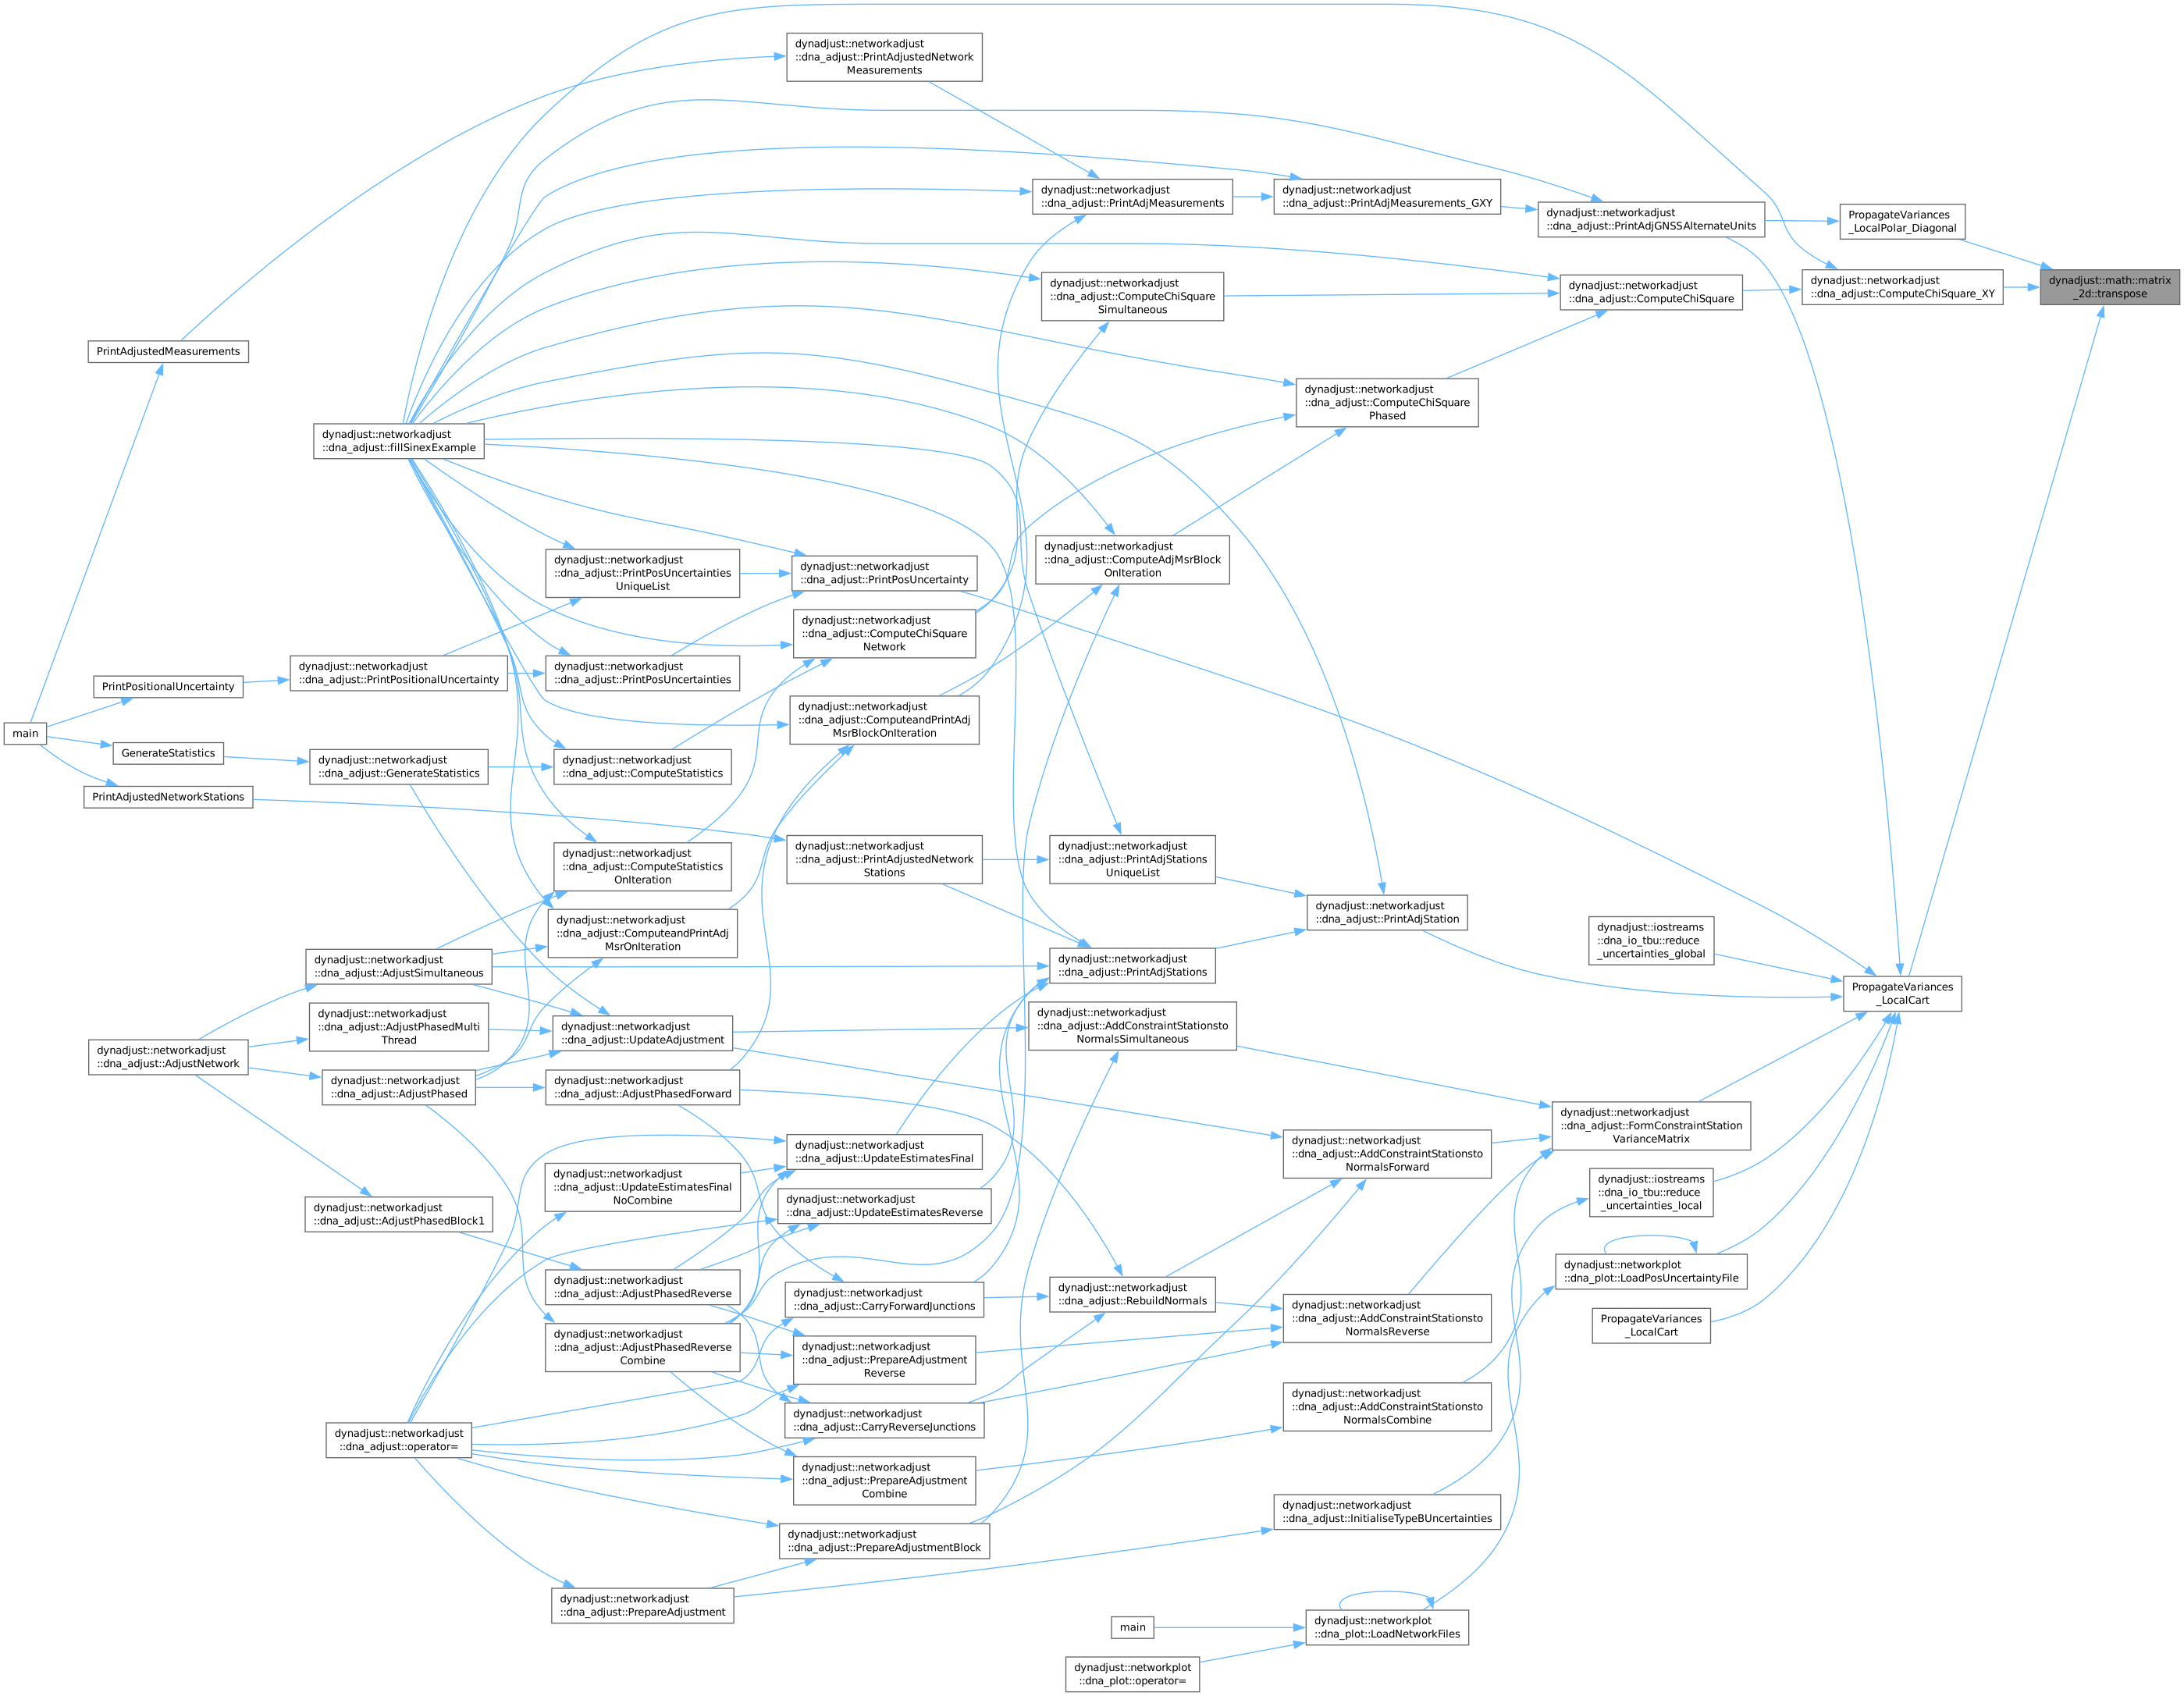 dynadjust::networkadjust
::dna_adjust::PrintAdjustedNetwork
Measurements
dynadjust::networkadjust
::dna_adjust::PrintAdjMeasurements
dynadjust::networkadjust
::dna_adjust::PrintAdjMeasurements_GXY
dynadjust::networkadjust
::dna_adjust::PrintAdjGNSSAlternateUnits
PropagateVariances
_LocalPolar_Diagonal
dynadjust::math::matrix
_2d::transpose
dynadjust::networkadjust
::dna_adjust::ComputeChiSquare_XY
dynadjust::networkadjust
::dna_adjust::ComputeChiSquare
dynadjust::networkadjust
::dna_adjust::ComputeChiSquare
Simultaneous
PrintAdjustedMeasurements
dynadjust::networkadjust
::dna_adjust::ComputeChiSquare
Phased
dynadjust::networkadjust
::dna_adjust::fillSinexExample
dynadjust::networkadjust
::dna_adjust::ComputeAdjMsrBlock
OnIteration
dynadjust::networkadjust
::dna_adjust::PrintPosUncertainties
UniqueList
dynadjust::networkadjust
::dna_adjust::PrintPosUncertainty
dynadjust::networkadjust
::dna_adjust::ComputeChiSquare
Network
dynadjust::networkadjust
::dna_adjust::PrintPositionalUncertainty
dynadjust::networkadjust
::dna_adjust::PrintPosUncertainties
PrintPositionalUncertainty
dynadjust::networkadjust
::dna_adjust::ComputeandPrintAdj
MsrBlockOnIteration
main
GenerateStatistics
dynadjust::networkadjust
::dna_adjust::GenerateStatistics
dynadjust::networkadjust
::dna_adjust::ComputeStatistics
PrintAdjustedNetworkStations
dynadjust::networkadjust
::dna_adjust::PrintAdjustedNetwork
Stations
dynadjust::networkadjust
::dna_adjust::PrintAdjStations
UniqueList
dynadjust::networkadjust
::dna_adjust::ComputeStatistics
OnIteration
dynadjust::networkadjust
::dna_adjust::PrintAdjStation
dynadjust::networkadjust
::dna_adjust::ComputeandPrintAdj
MsrOnIteration
dynadjust::iostreams
::dna_io_tbu::reduce
_uncertainties_global
dynadjust::networkadjust
::dna_adjust::AdjustSimultaneous
dynadjust::networkadjust
::dna_adjust::PrintAdjStations
PropagateVariances
_LocalCart
dynadjust::networkadjust
::dna_adjust::AdjustPhasedMulti
Thread
dynadjust::networkadjust
::dna_adjust::UpdateAdjustment
dynadjust::networkadjust
::dna_adjust::AddConstraintStationsto
NormalsSimultaneous
dynadjust::networkadjust
::dna_adjust::AdjustNetwork
dynadjust::networkadjust
::dna_adjust::AdjustPhased
dynadjust::networkadjust
::dna_adjust::AdjustPhasedForward
dynadjust::networkadjust
::dna_adjust::FormConstraintStation
VarianceMatrix
dynadjust::networkadjust
::dna_adjust::UpdateEstimatesFinal
dynadjust::networkadjust
::dna_adjust::AddConstraintStationsto
NormalsForward
dynadjust::networkadjust
::dna_adjust::UpdateEstimatesFinal
NoCombine
dynadjust::iostreams
::dna_io_tbu::reduce
_uncertainties_local
dynadjust::networkadjust
::dna_adjust::UpdateEstimatesReverse
dynadjust::networkadjust
::dna_adjust::AdjustPhasedBlock1
dynadjust::networkplot
::dna_plot::LoadPosUncertaintyFile
dynadjust::networkadjust
::dna_adjust::AdjustPhasedReverse
dynadjust::networkadjust
::dna_adjust::CarryForwardJunctions
dynadjust::networkadjust
::dna_adjust::RebuildNormals
dynadjust::networkadjust
::dna_adjust::AddConstraintStationsto
NormalsReverse
PropagateVariances
_LocalCart
dynadjust::networkadjust
::dna_adjust::AdjustPhasedReverse
Combine
dynadjust::networkadjust
::dna_adjust::PrepareAdjustment
Reverse
dynadjust::networkadjust
::dna_adjust::AddConstraintStationsto
NormalsCombine
dynadjust::networkadjust
::dna_adjust::CarryReverseJunctions
dynadjust::networkadjust
::dna_adjust::operator=
dynadjust::networkadjust
::dna_adjust::PrepareAdjustment
Combine
dynadjust::networkadjust
::dna_adjust::InitialiseTypeBUncertainties
dynadjust::networkadjust
::dna_adjust::PrepareAdjustmentBlock
dynadjust::networkadjust
::dna_adjust::PrepareAdjustment
main
dynadjust::networkplot
::dna_plot::LoadNetworkFiles
dynadjust::networkplot
::dna_plot::operator=